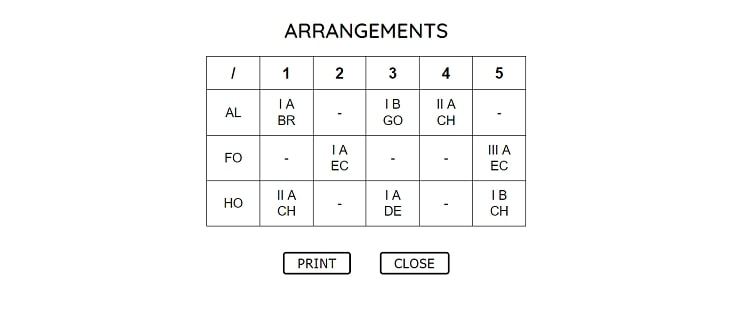 ARRANGEMENTS
/ 1 2 3 4 5
AL I A BR - I B GO II A CH -
FO - I A EC - - III A EC
HO II A CH - I A DE - I B CH
PRINT CLOSE